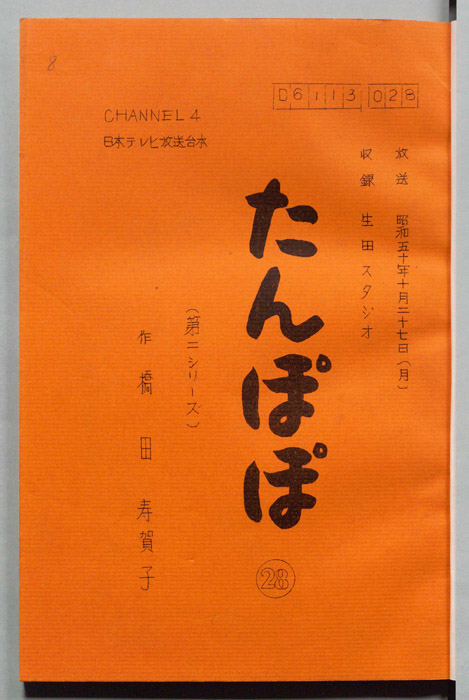 8
D6113 028
CHANNEL 4
日本テレビ放送台本
放送 昭和五十年十月二十七日(月)
収録 生田スタジオ
たんぽぽ
28
(第二シリーズ)
作 橋田寿賀子